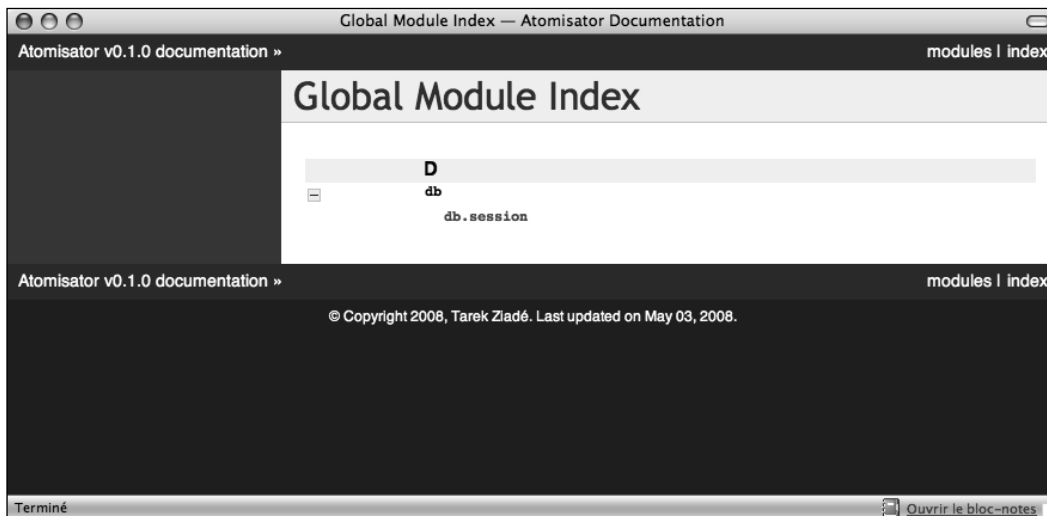 Global Module Index — Atomisator Documentation
Atomisator v0.1.0 documentation »
modules | index
Global Module Index
D
db
db.session
Atomisator v0.1.0 documentation »
modules | index
© Copyright 2008, Tarek Ziadé. Last updated on May 03, 2008.
Terminé
Ouvrir le bloc-notes